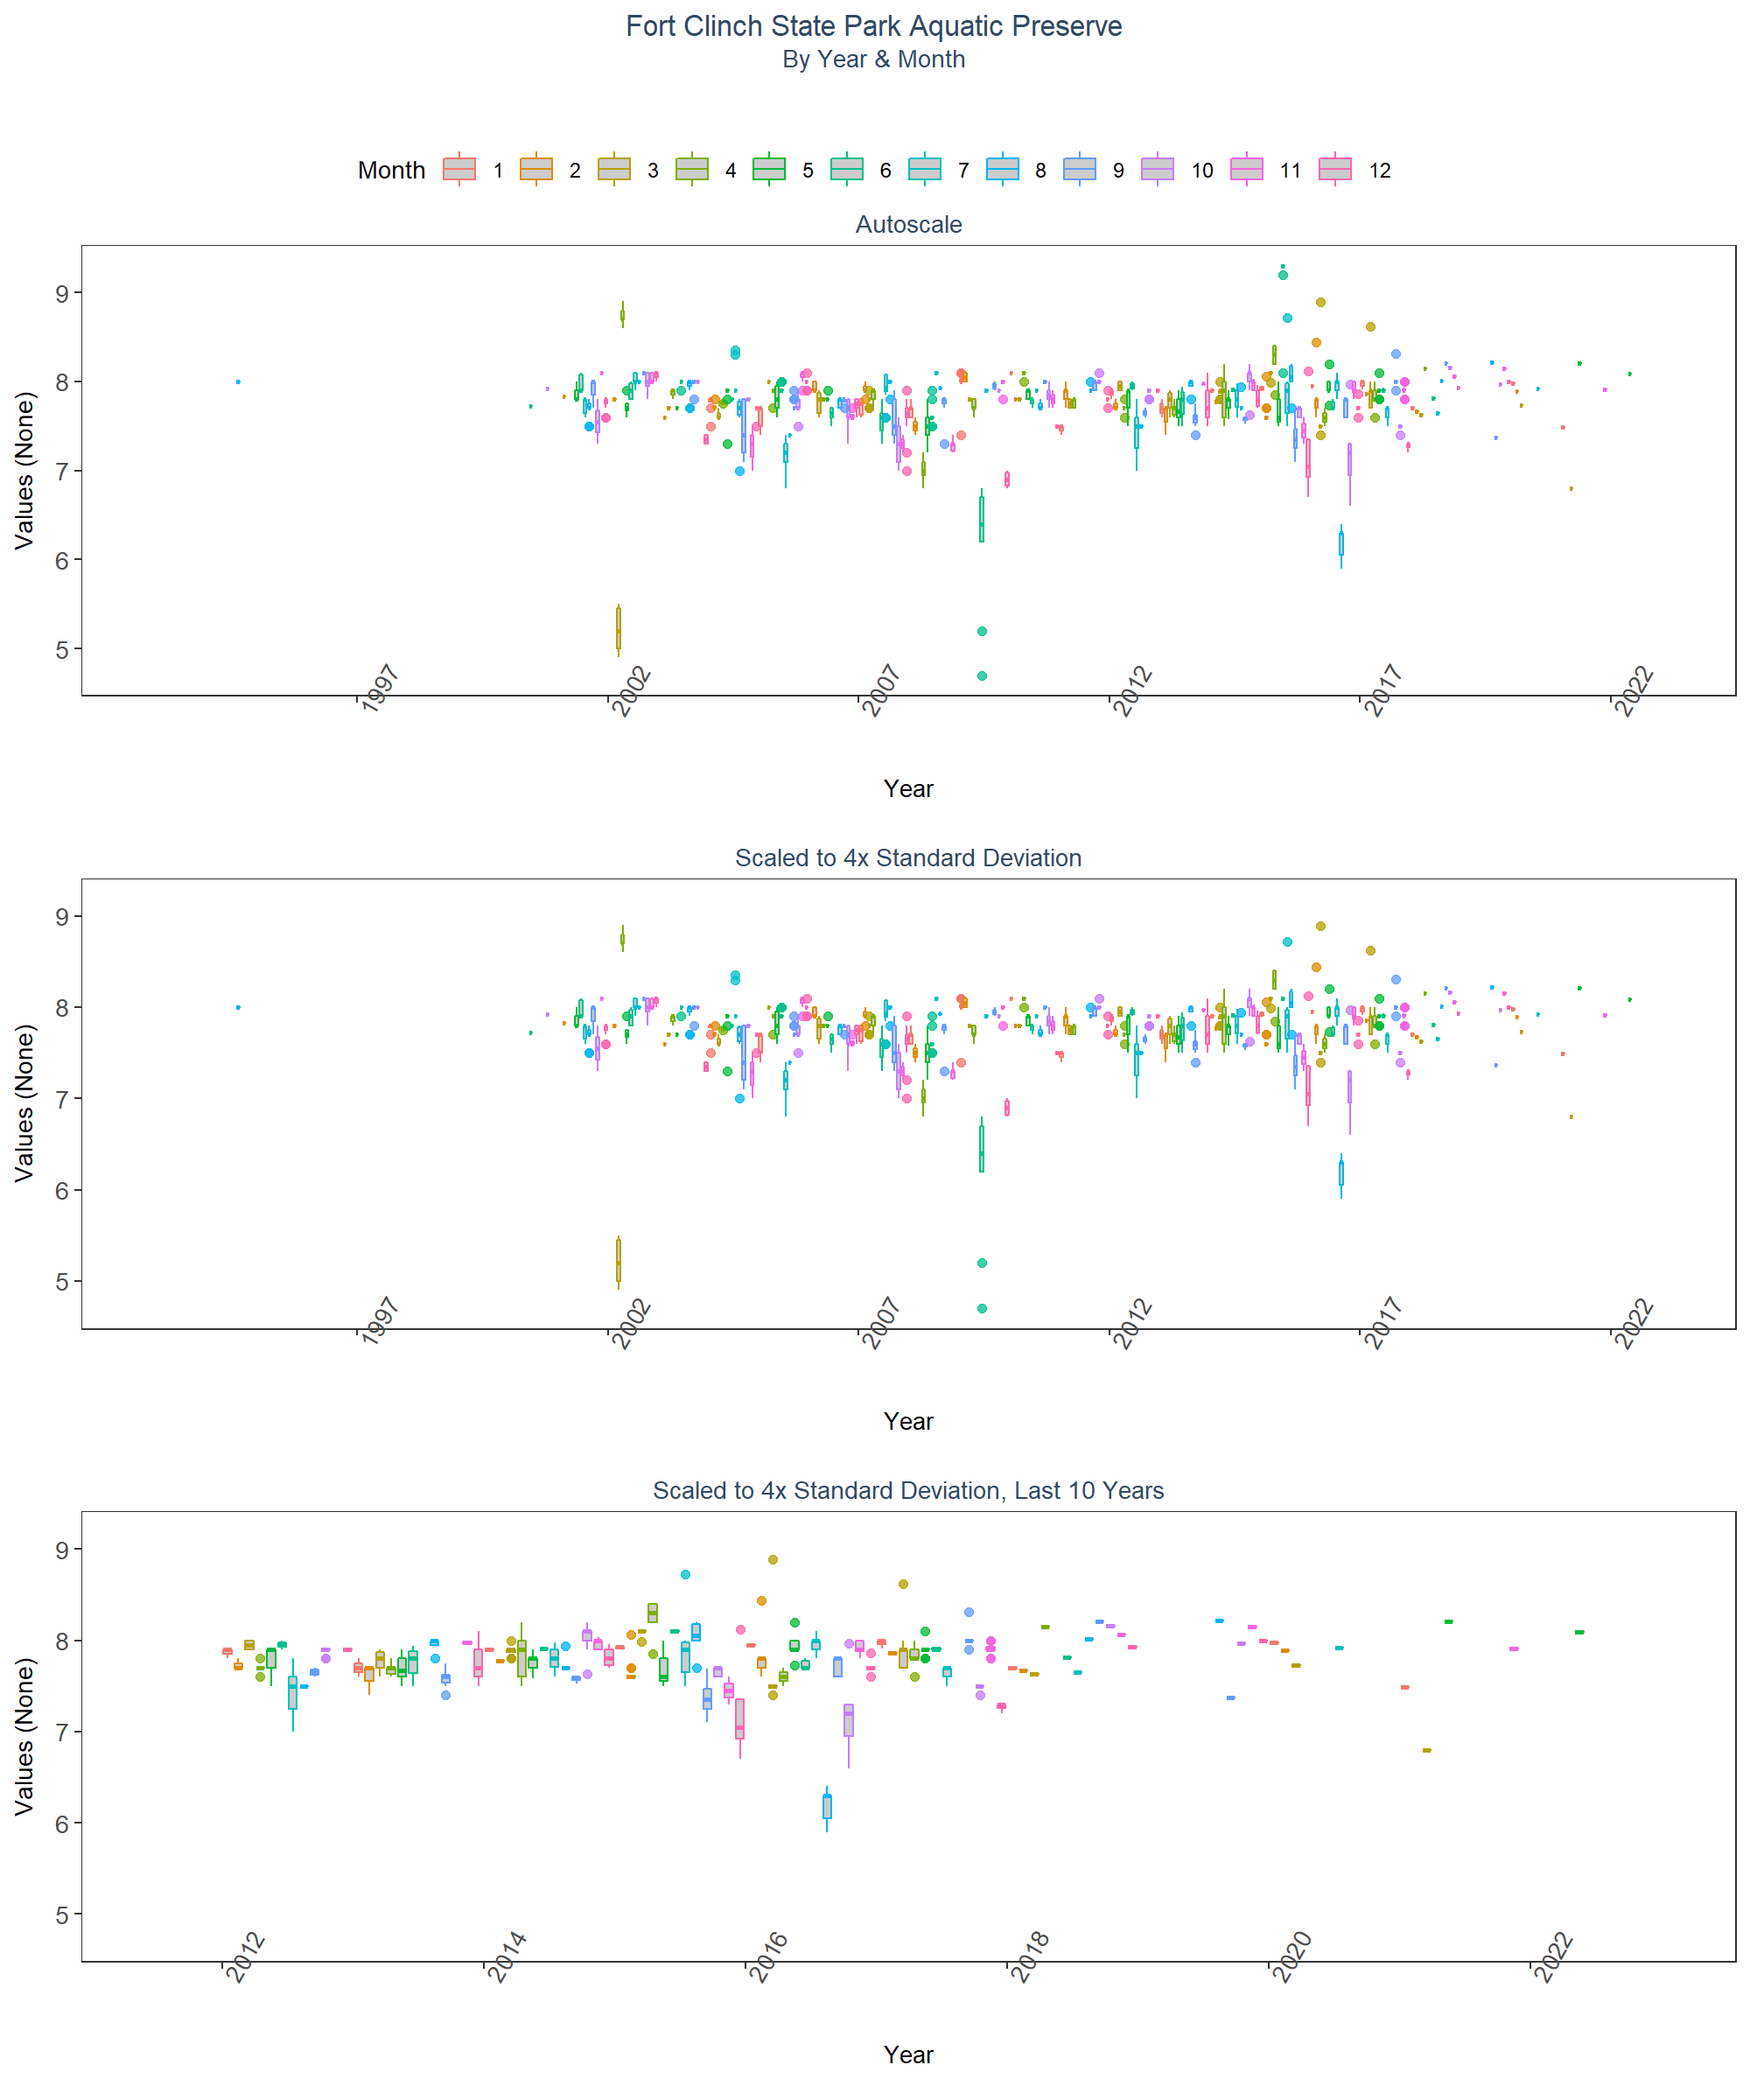 Fort Clinch State Park Aquatic Preserve
By Year & Month
Month 1 2 3 4 5 6 7 8 9 10 11 12
Autoscale
Values (None)
9
8
7
6
5
1997 2002 2007 2012 2017 2022
Year
Scaled to 4x Standard Deviation
Values (None)
9
8
7
6
5
1997 2002 2007 2012 2017 2022
Year
Scaled to 4x Standard Deviation, Last 10 Years
Values (None)
9
8
7
6
5
2012 2014 2016 2018 2020 2022
Year